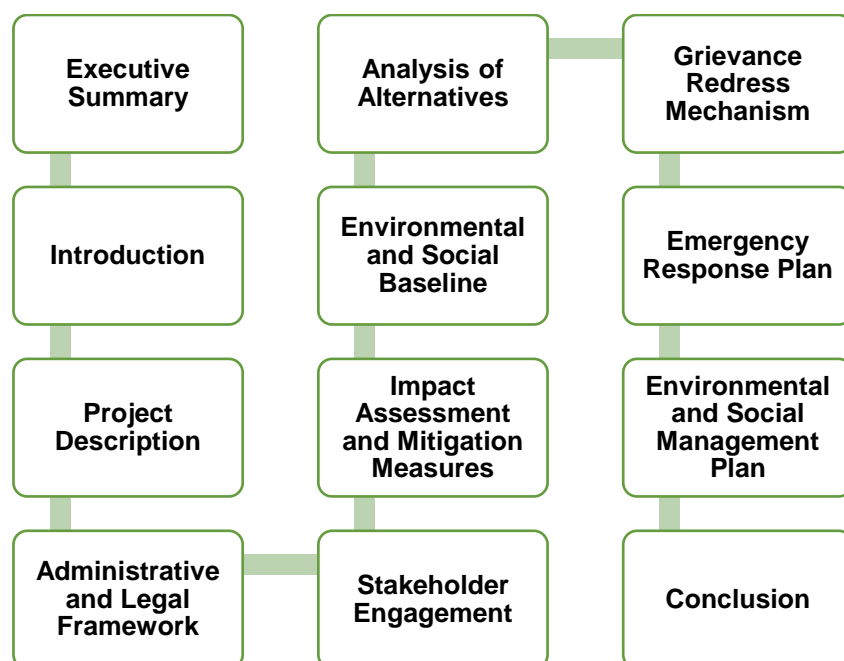 Executive
Summary
Introduction
Project
Description
Administrative
and Legal
Framework
Stakeholder
Engagement
Impact
Assessment
and Mitigation
Measures
Environmental
and Social
Baseline
Analysis of
Alternatives
Grievance
Redress
Mechanism
Emergency
Response Plan
Environmental
and Social
Management
Plan
Conclusion